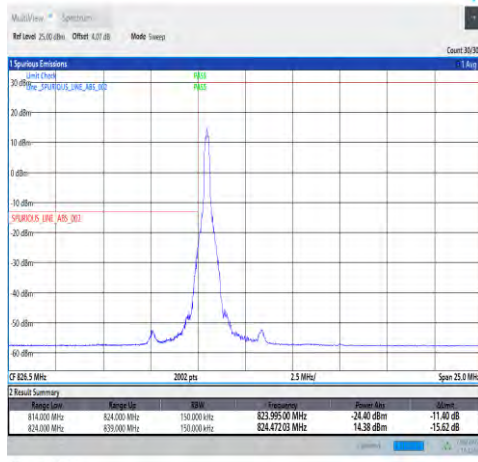 MultiView Spectrum
Ref Level 25.00 dBm Offset 4.07 dB Mode Sweep
Count 30/30
1 Spurious Emissions
Limit Check PASS
30 dBm Line _SPURIOUS_LINE_ABS_002 PASS
20 dBm
10 dBm
0 dBm
-10 dBm
_SPURIOUS_LINE_ABS_002
-20 dBm
-30 dBm
-40 dBm
-50 dBm
-60 dBm
CF 826.5 MHz 2002 pts 2.5 MHz/ Span 25.0 MHz
2 Result Summary
Range Low Range Up RBW Frequency Power Abs ΔLimit
814.000 MHz 824.000 MHz 150.000 kHz 823.99500 MHz -24.40 dBm -11.40 dB
824.000 MHz 839.000 MHz 150.000 kHz 824.47203 MHz 14.38 dBm -15.62 dB